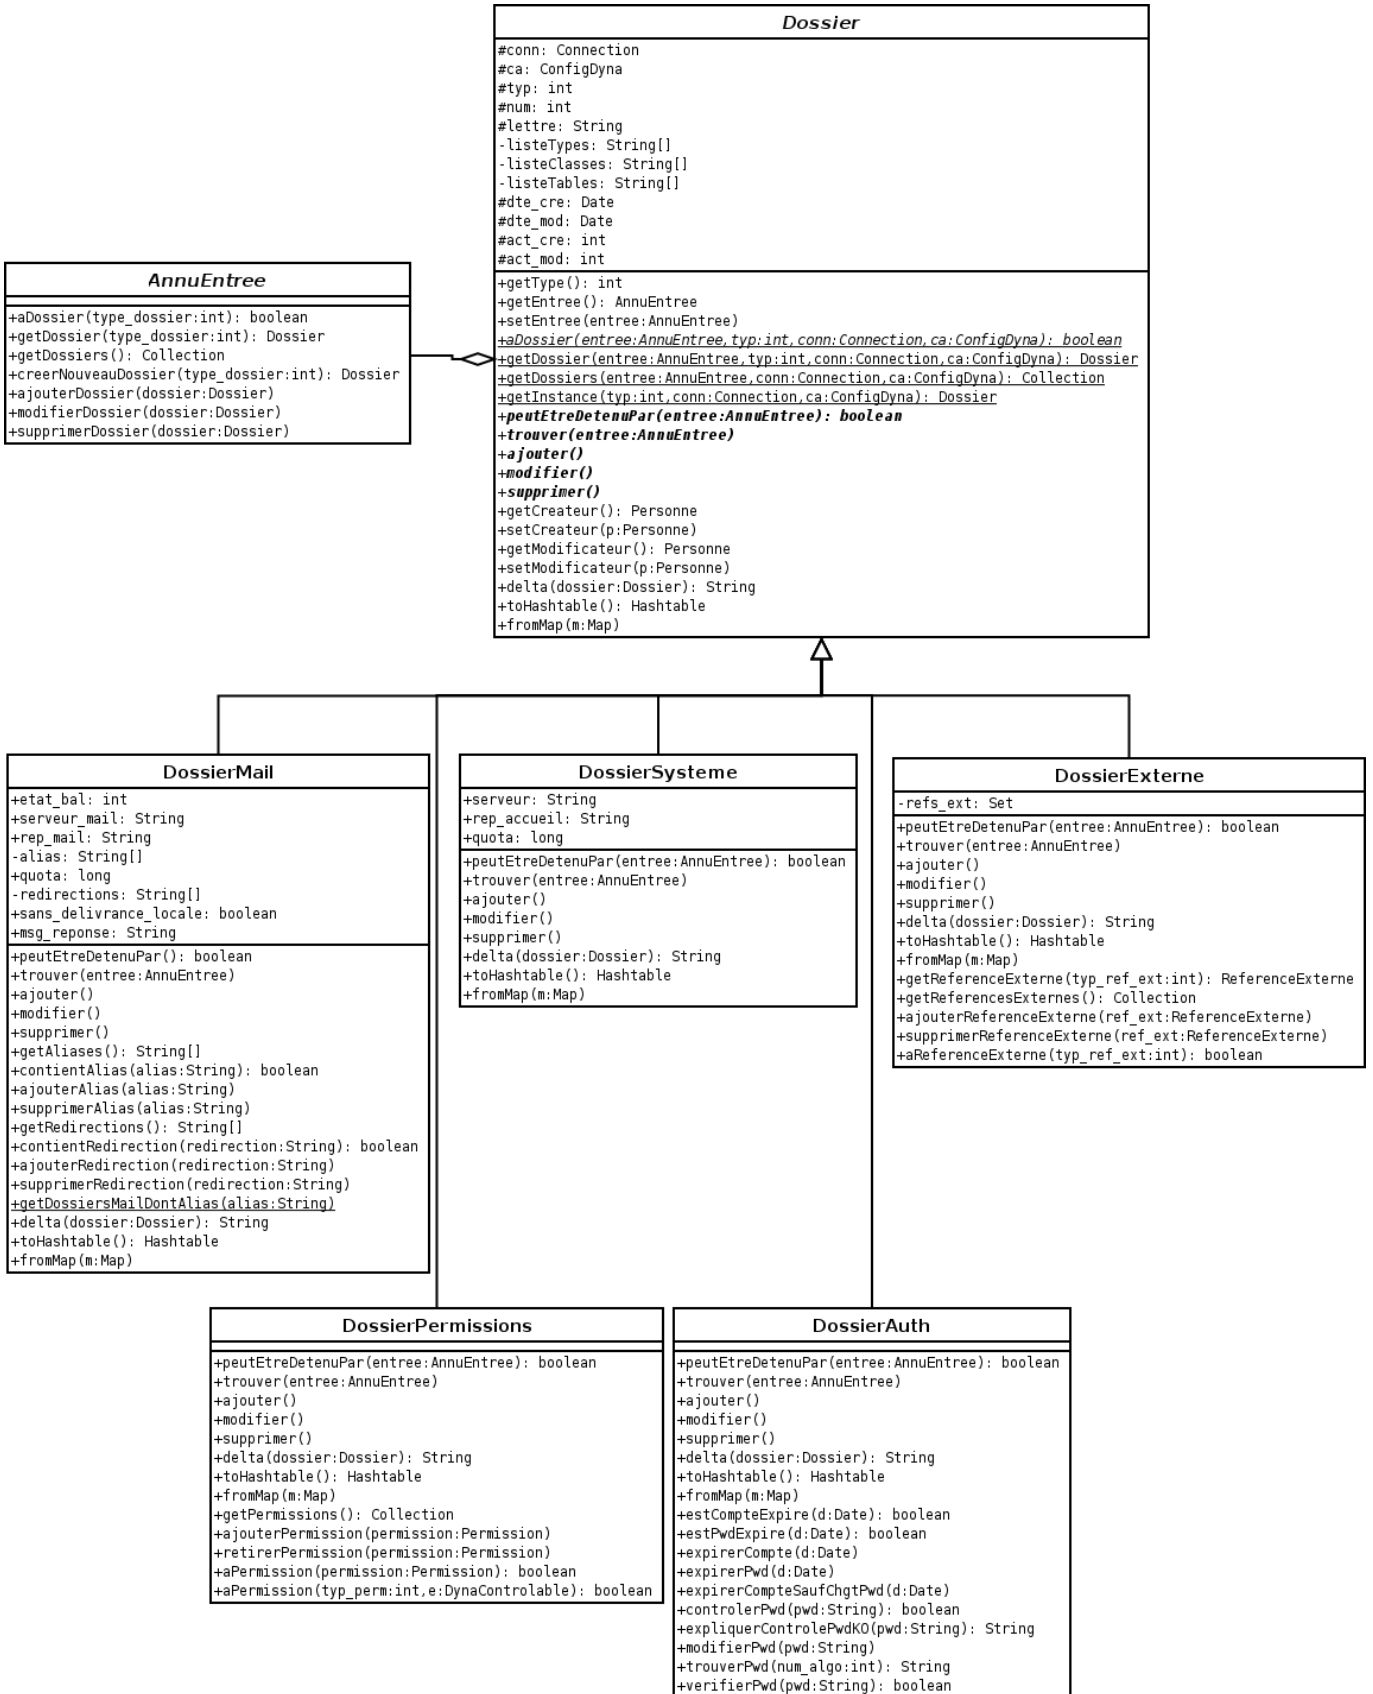 Dossier
#conn: Connection
#ca: ConfigDyna
#typ: int
#num: int
#lettre: String
-listeTypes: String[]
-listeClasses: String[]
-listeTables: String[]
#dte_cre: Date
#dte_mod: Date
#act_cre: int
#act_mod: int
+getType(): int
+getEntree(): AnnuEntree
+setEntree(entree:AnnuEntree)
+aDossier(entree:AnnuEntree,typ:int,conn:Connection,ca:ConfigDyna): boolean
+getDossier(entree:AnnuEntree,typ:int,conn:Connection,ca:ConfigDyna): Dossier
+getDossiers(entree:AnnuEntree,conn:Connection,ca:ConfigDyna): Collection
+getInstance(typ:int,conn:Connection,ca:ConfigDyna): Dossier
+peutEtreDetenuPar(entree:AnnuEntree): boolean
+trouver(entree:AnnuEntree)
+ajouter()
+modifier()
+supprimer()
+getCreateur(): Personne
+setCreateur(p:Personne)
+getModificateur(): Personne
+setModificateur(p:Personne)
+delta(dossier:Dossier): String
+toHashtable(): Hashtable
+fromMap(m:Map)
AnnuEntree
+aDossier(type_dossier:int): boolean
+getDossier(type_dossier:int): Dossier
+getDossiers(): Collection
+creerNouveauDossier(type_dossier:int): Dossier
+ajouterDossier(dossier:Dossier)
+modifierDossier(dossier:Dossier)
+supprimerDossier(dossier:Dossier)
DossierMail
+etat_bal: int
+serveur_mail: String
+rep_mail: String
-alias: String[]
+quota: long
-redirections: String[]
+sans_delivrance_locale: boolean
+msg_reponse: String
+peutEtreDetenuPar(): boolean
+trouver(entree:AnnuEntree)
+ajouter()
+modifier()
+supprimer()
+getAliases(): String[]
+contientAlias(alias:String): boolean
+ajouterAlias(alias:String)
+supprimerAlias(alias:String)
+getRedirections(): String[]
+contientRedirection(redirection:String): boolean
+ajouterRedirection(redirection:String)
+supprimerRedirection(redirection:String)
+getDossiersMailDontAlias(alias:String)
+delta(dossier:Dossier): String
+toHashtable(): Hashtable
+fromMap(m:Map)
DossierSysteme
+serveur: String
+rep_accueil: String
+quota: long
+peutEtreDetenuPar(entree:AnnuEntree): boolean
+trouver(entree:AnnuEntree)
+ajouter()
+modifier()
+supprimer()
+delta(dossier:Dossier): String
+toHashtable(): Hashtable
+fromMap(m:Map)
DossierExterne
-refs_ext: Set
+peutEtreDetenuPar(entree:AnnuEntree): boolean
+trouver(entree:AnnuEntree)
+ajouter()
+modifier()
+supprimer()
+delta(dossier:Dossier): String
+toHashtable(): Hashtable
+fromMap(m:Map)
+getReferenceExterne(typ_ref_ext:int): ReferenceExterne
+getReferencesExternes(): Collection
+ajouterReferenceExterne(ref_ext:ReferenceExterne)
+supprimerReferenceExterne(ref_ext:ReferenceExterne)
+aReferenceExterne(typ_ref_ext:int): boolean
DossierPermissions
+peutEtreDetenuPar(entree:AnnuEntree): boolean
+trouver(entree:AnnuEntree)
+ajouter()
+modifier()
+supprimer()
+delta(dossier:Dossier): String
+toHashtable(): Hashtable
+fromMap(m:Map)
+getPermissions(): Collection
+ajouterPermission(permission:Permission)
+retirerPermission(permission:Permission)
+aPermission(permission:Permission): boolean
+aPermission(typ_perm:int,e:DynaControlable): boolean
DossierAuth
+peutEtreDetenuPar(entree:AnnuEntree): boolean
+trouver(entree:AnnuEntree)
+ajouter()
+modifier()
+supprimer()
+delta(dossier:Dossier): String
+toHashtable(): Hashtable
+fromMap(m:Map)
+estCompteExpire(d:Date): boolean
+estPwdExpire(d:Date): boolean
+expirerCompte(d:Date)
+expirerPwd(d:Date)
+expirerCompteSaufChgtPwd(d:Date)
+controlerPwd(pwd:String): boolean
+expliquerControlePwdKO(pwd:String): String
+modifierPwd(pwd:String)
+trouverPwd(num_algo:int): String
+verifierPwd(pwd:String): boolean